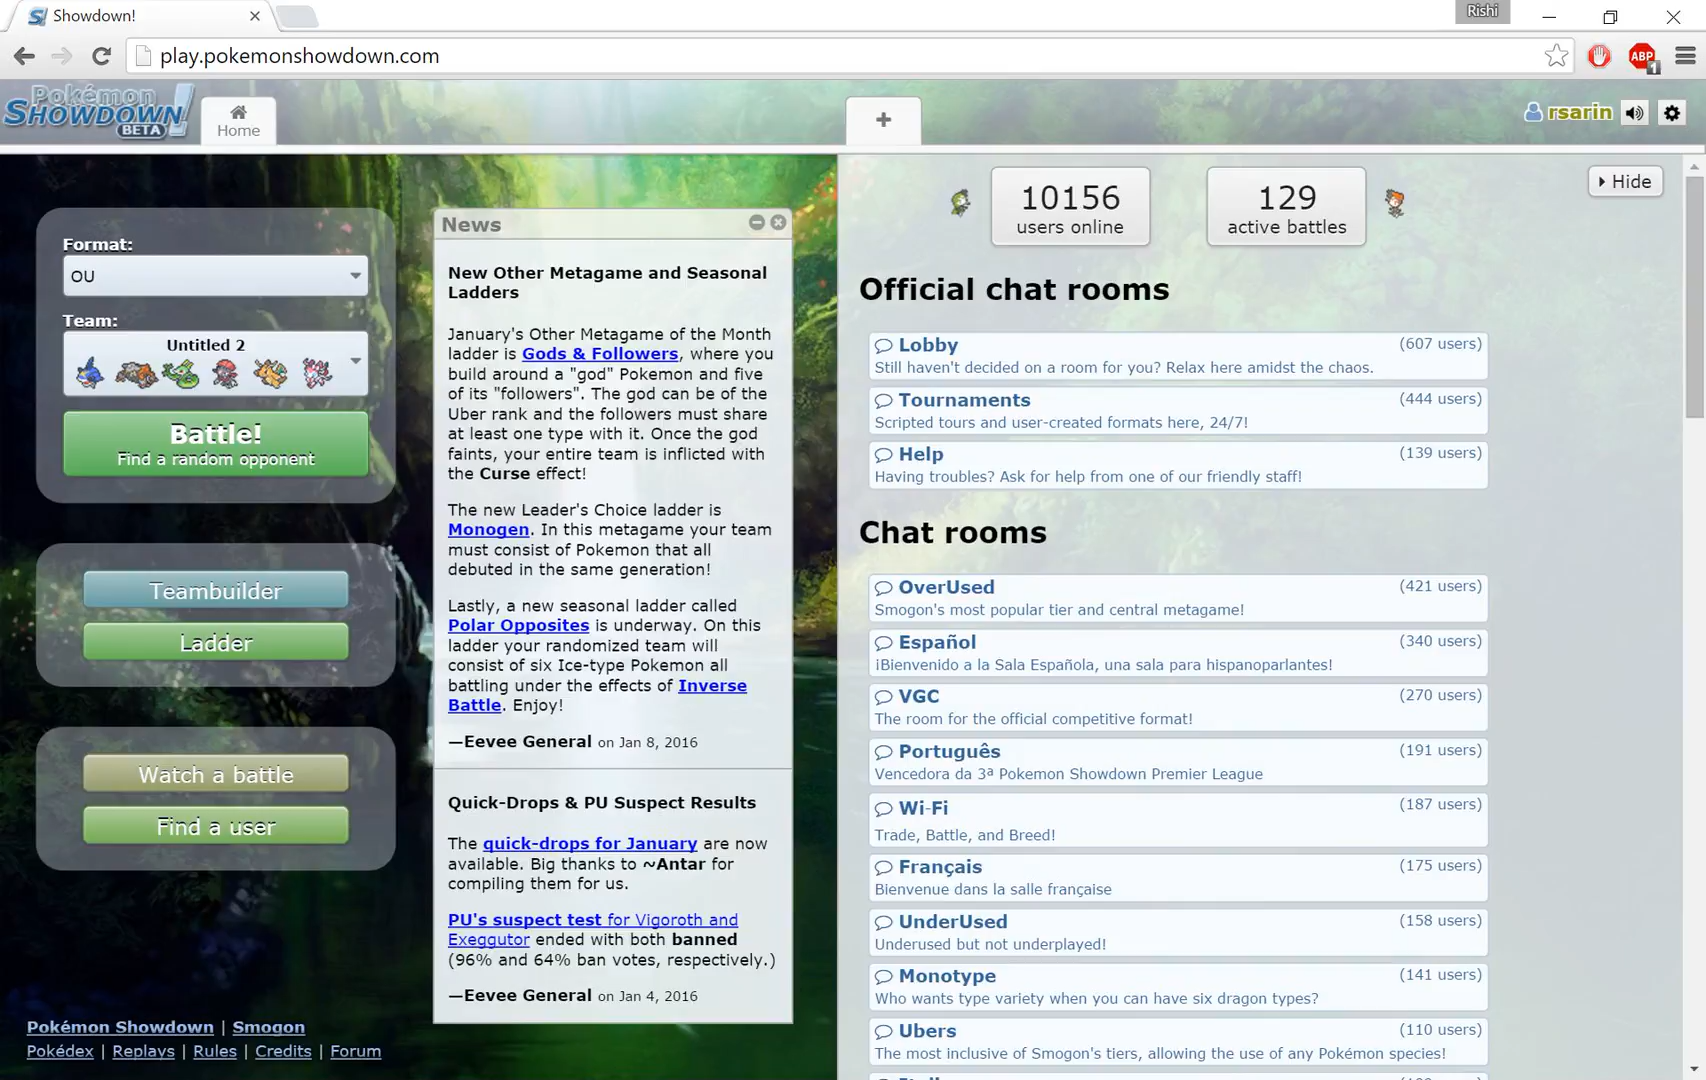 Showdown!
Rishi
play.pokemonshowdown.com
ABP
1
Pokémon
SHOWDOWN!
BETA
Home
rsarin
Format:
OU
Team:
Untitled 2
Battle!
Find a random opponent
Teambuilder
Ladder
Watch a battle
Find a user
Pokémon Showdown | Smogon
Pokédex | Replays | Rules | Credits | Forum
News
New Other Metagame and Seasonal
Ladders
January's Other Metagame of the Month
ladder is Gods & Followers, where you
build around a "god" Pokemon and five
of its "followers". The god can be of the
Uber rank and the followers must share
at least one type with it. Once the god
faints, your entire team is inflicted with
the Curse effect!
The new Leader's Choice ladder is
Monogen. In this metagame your team
must consist of Pokemon that all
debuted in the same generation!
Lastly, a new seasonal ladder called
Polar Opposites is underway. On this
ladder your randomized team will
consist of six Ice-type Pokemon all
battling under the effects of Inverse
Battle. Enjoy!
—Eevee General on Jan 8, 2016
Quick-Drops & PU Suspect Results
The quick-drops for January are now
available. Big thanks to ~Antar for
compiling them for us.
PU's suspect test for Vigoroth and
Exeggutor ended with both banned
(96% and 64% ban votes, respectively.)
—Eevee General on Jan 4, 2016
10156
users online
129
active battles
Hide
Official chat rooms
Lobby (607 users)
Still haven't decided on a room for you? Relax here amidst the chaos.
Tournaments (444 users)
Scripted tours and user-created formats here, 24/7!
Help (139 users)
Having troubles? Ask for help from one of our friendly staff!
Chat rooms
OverUsed (421 users)
Smogon's most popular tier and central metagame!
Español (340 users)
¡Bienvenido a la Sala Española, una sala para hispanoparlantes!
VGC (270 users)
The room for the official competitive format!
Português (191 users)
Vencedora da 3ª Pokemon Showdown Premier League
Wi-Fi (187 users)
Trade, Battle, and Breed!
Français (175 users)
Bienvenue dans la salle française
UnderUsed (158 users)
Underused but not underplayed!
Monotype (141 users)
Who wants type variety when you can have six dragon types?
Ubers (110 users)
The most inclusive of Smogon's tiers, allowing the use of any Pokémon species!